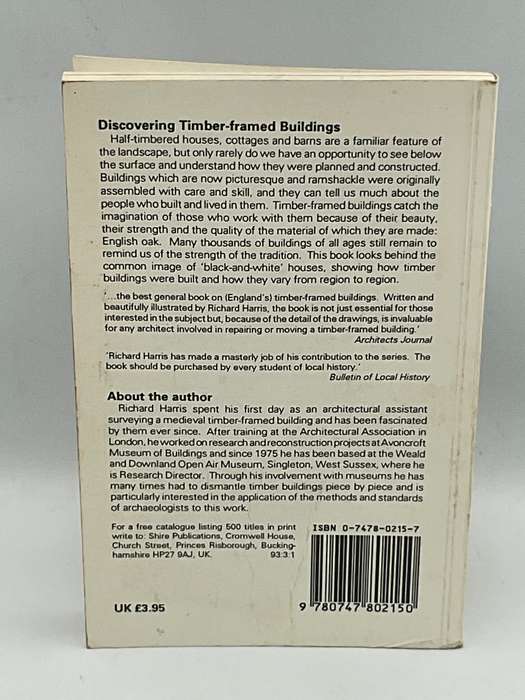 Discovering Timber-framed Buildings
Half-timbered houses, cottages and barns are a familiar feature of
the landscape, but only rarely do we have an opportunity to see below
the surface and understand how they were planned and constructed.
Buildings which are now picturesque and ramshackle were originally
assembled with care and skill, and they can tell us much about the
people who built and lived in them. Timber-framed buildings catch the
imagination of those who work with them because of their beauty,
their strength and the quality of the material of which they are made:
English oak. Many thousands of buildings of all ages still remain to
remind us of the strength of the tradition. This book looks behind the
common image of 'black-and-white' houses, showing how timber
buildings were built and how they vary from region to region.
'...the best general book on (England's) timber-framed buildings. Written and
beautifully illustrated by Richard Harris, the book is not just essential for those
interested in the subject but, because of the detail of the drawings, is invaluable
for any architect involved in repairing or moving a timber-framed building.'
Architects Journal
'Richard Harris has made a masterly job of his contribution to the series. The
book should be purchased by every student of local history.'
Bulletin of Local History
About the author
Richard Harris spent his first day as an architectural assistant
surveying a medieval timber-framed building and has been fascinated
by them ever since. After training at the Architectural Association in
London, he worked on research and reconstruction projects at Avoncroft
Museum of Buildings and since 1975 he has been based at the Weald
and Downland Open Air Museum, Singleton, West Sussex, where he
is Research Director. Through his involvement with museums he has
many times had to dismantle timber buildings piece by piece and is
particularly interested in the application of the methods and standards
of archaeologists to this work.
For a free catalogue listing 500 titles in print
write to: Shire Publications, Cromwell House,
Church Street, Princes Risborough, Bucking-
hamshire HP27 9AJ, UK. 93:3:1
ISBN 0-7478-0215-7
UK £3.95
9 780747 802150